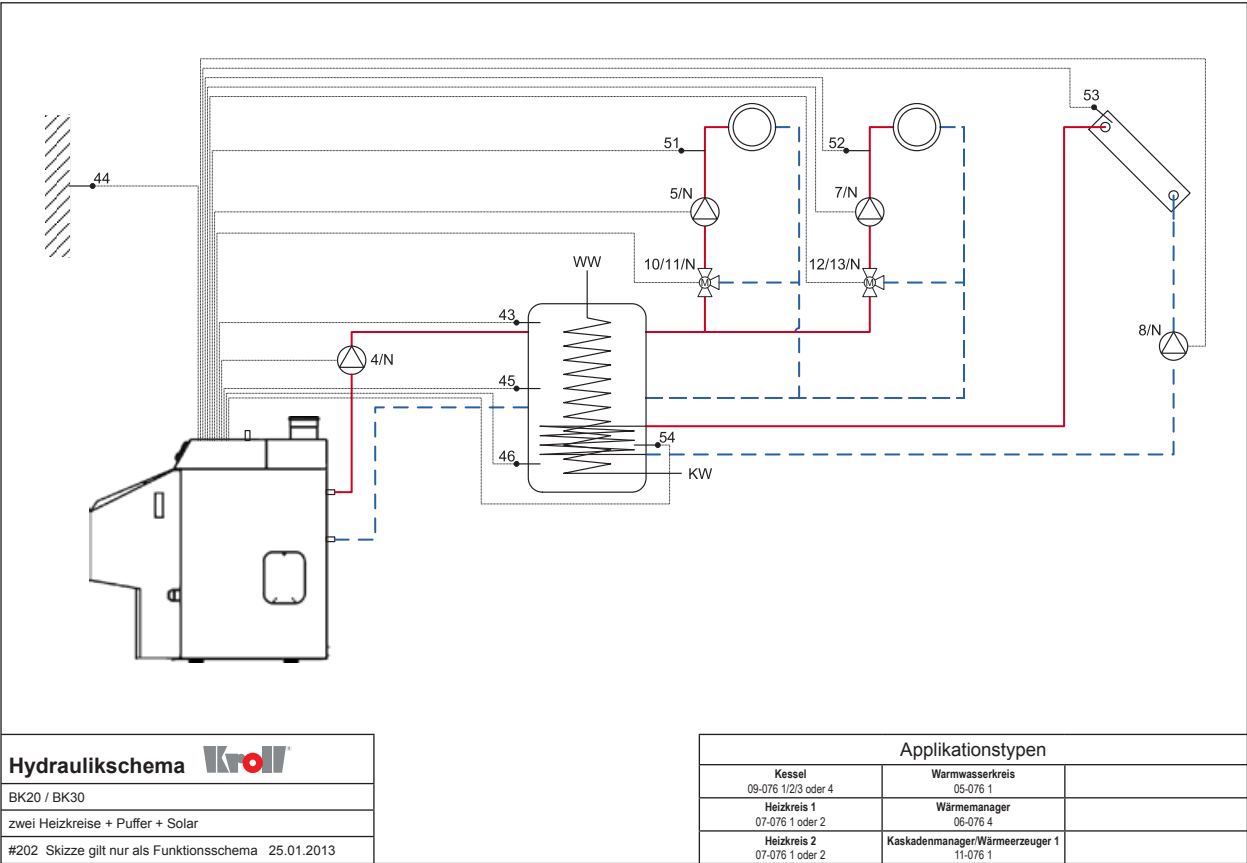 53
51
52
44
5/N
7/N
WW
10/11/N
12/13/N
M
M
43
8/N
4/N
45
54
46
KW
Hydraulikschema Kroll
BK20 / BK30
zwei Heizkreise + Puffer + Solar
#202 Skizze gilt nur als Funktionsschema 25.01.2013
Applikationstypen
Kessel
09-076 1/2/3 oder 4
Warmwasserkreis
05-076 1
Heizkreis 1
07-076 1 oder 2
Wärmemanager
06-076 4
Heizkreis 2
07-076 1 oder 2
Kaskadenmanager/Wärmeerzeuger 1
11-076 1